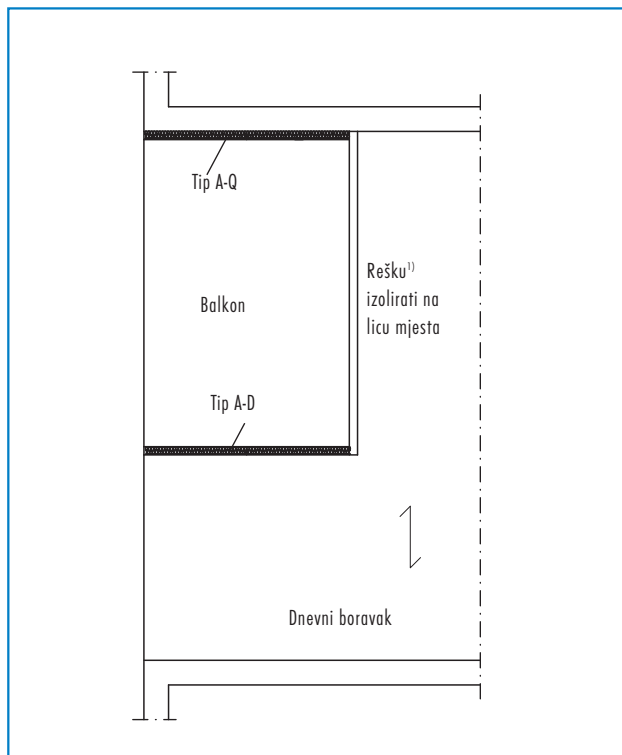 Tip A-Q
Rešku¹⁾
izolirati na
licu mjesta
Balkon
Tip A-D
Dnevni boravak